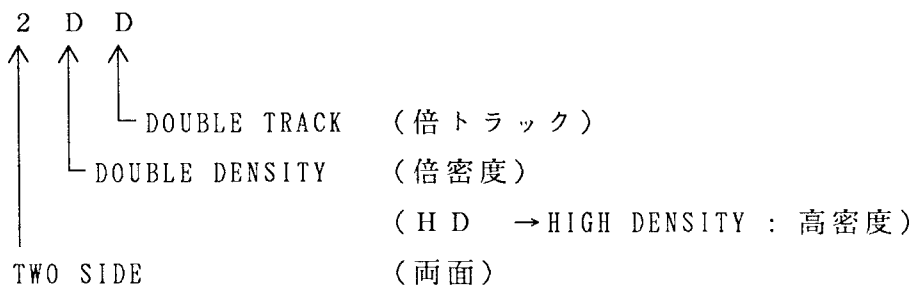 2 D D
DOUBLE TRACK (倍トラック)
DOUBLE DENSITY (倍密度)
(HD →HIGH DENSITY : 高密度)
TWO SIDE (両面)